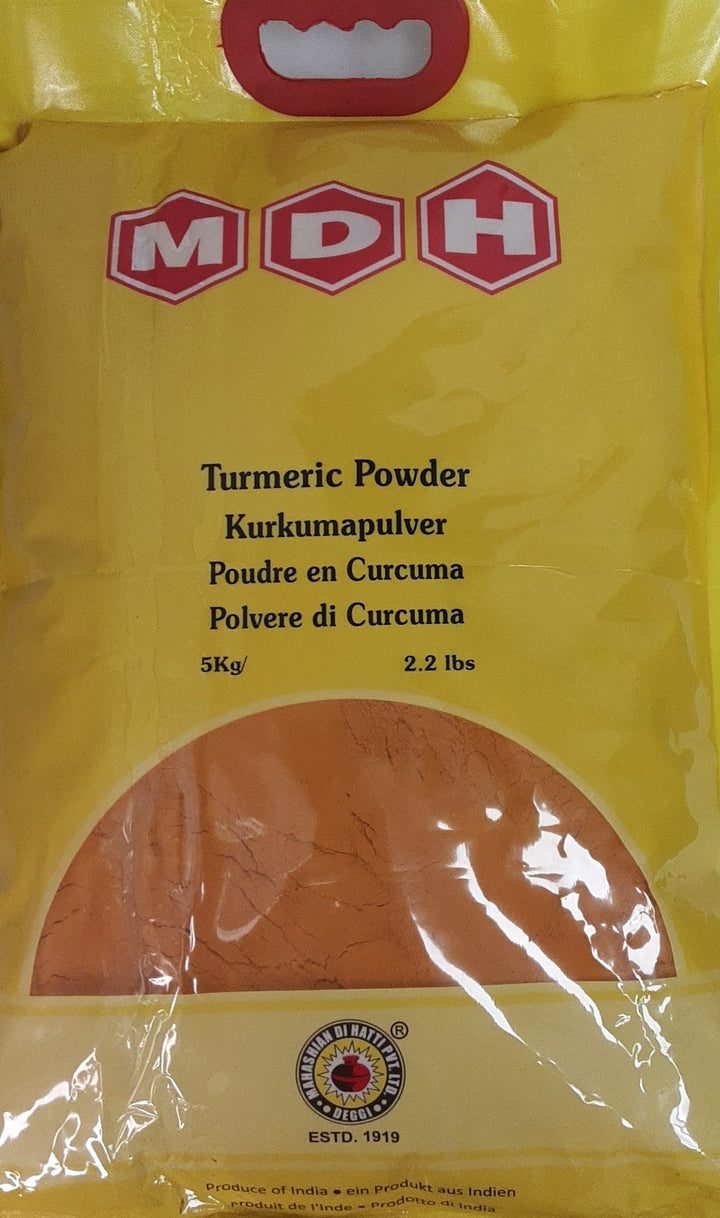 MDH
Turmeric Powder
Kurkumapulver
Poudre en Curcuma
Polvere di Curcuma
5Kg/ 2.2 lbs
MAHASHIAN DI HATTI PVT. LTD.
®
DEGGI
ESTD. 1919
Produce of India • ein Produkt aus Indien
produit de l'Inde - Prodotto di India